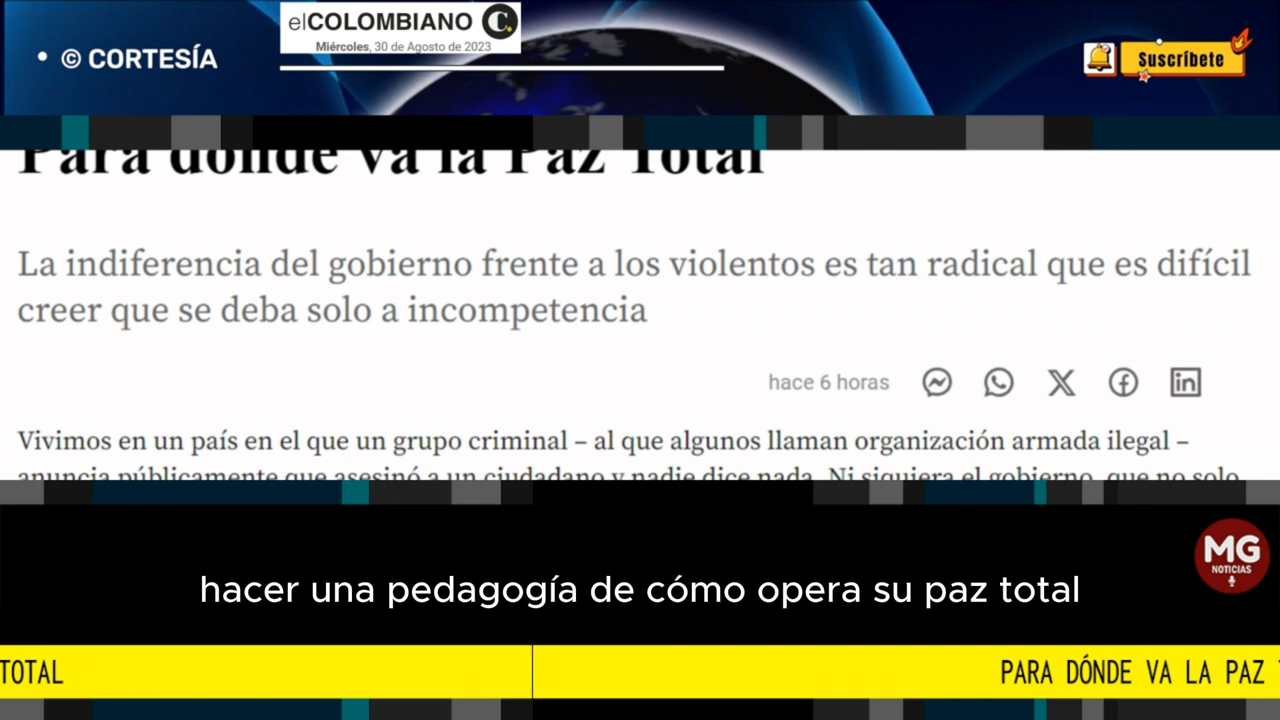 elCOLOMBIANO C.
Miércoles, 30 de Agosto de 2023
• © CORTESÍA
Suscríbete
Para dónde va la Paz Total
La indiferencia del gobierno frente a los violentos es tan radical que es difícil
creer que se deba solo a incompetencia
hace 6 horas
Vivimos en un país en el que un grupo criminal – al que algunos llaman organización armada ilegal –
anuncia públicamente que asesinó a un ciudadano y nadie dice nada. Ni siquiera el gobierno, que no solo
MG
NOTICIAS
hacer una pedagogía de cómo opera su paz total
TOTAL
PARA DÓNDE VA LA PAZ